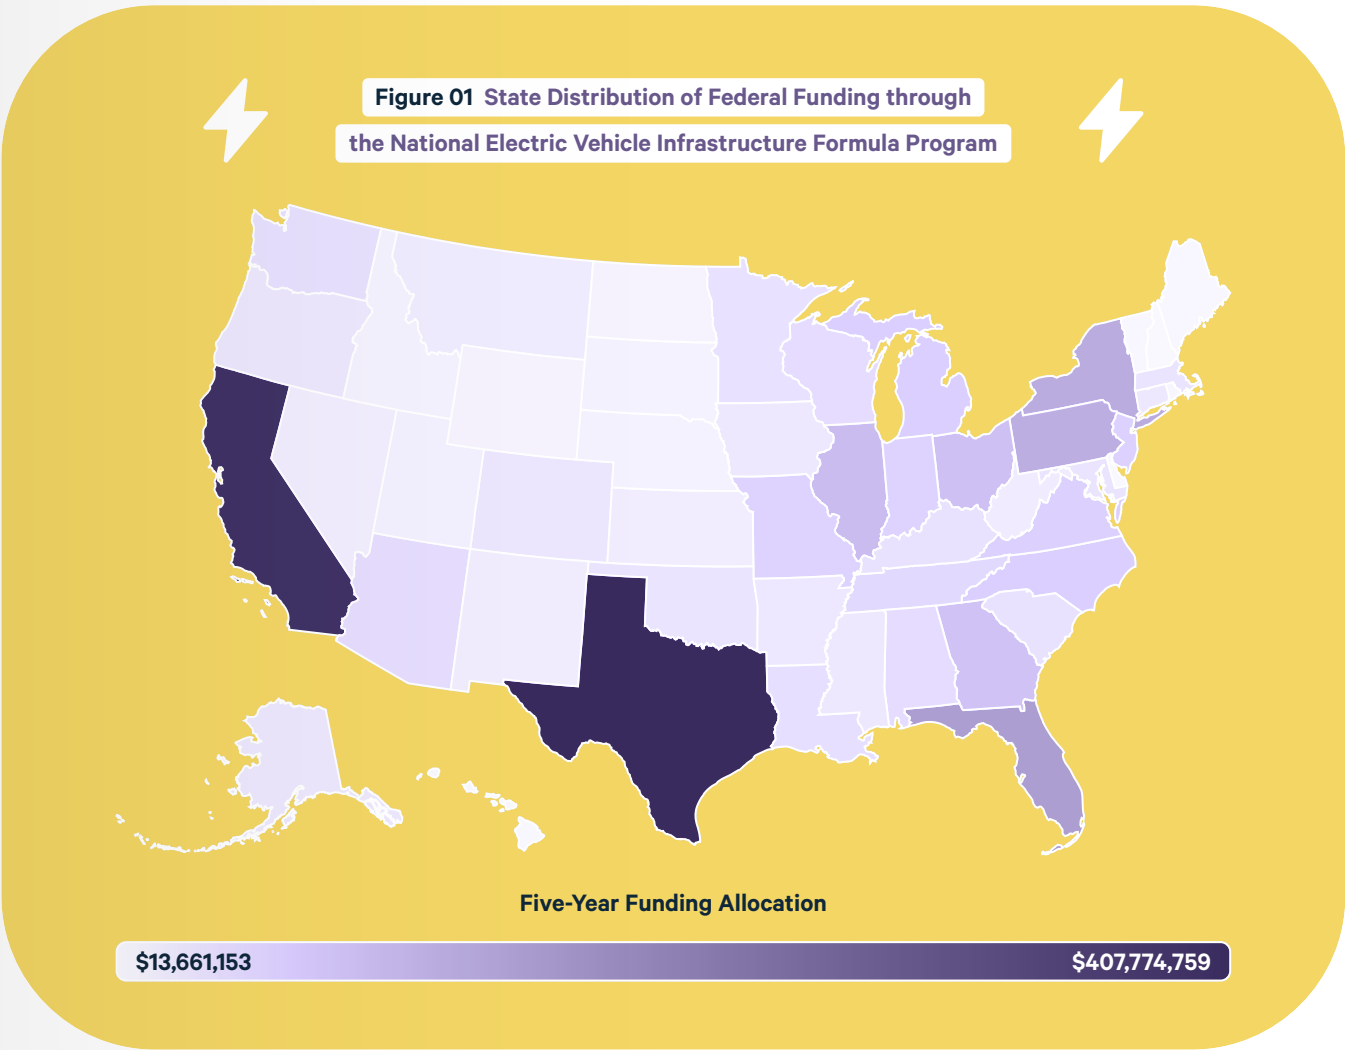 Figure 01 State Distribution of Federal Funding through
the National Electric Vehicle Infrastructure Formula Program
Five-Year Funding Allocation
$13,661,153 $407,774,759